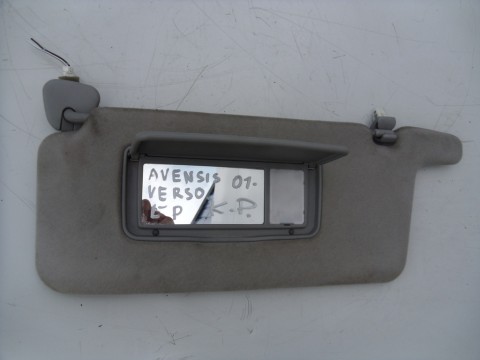 AVENSIS 01-
VERSO
L.P K.P.